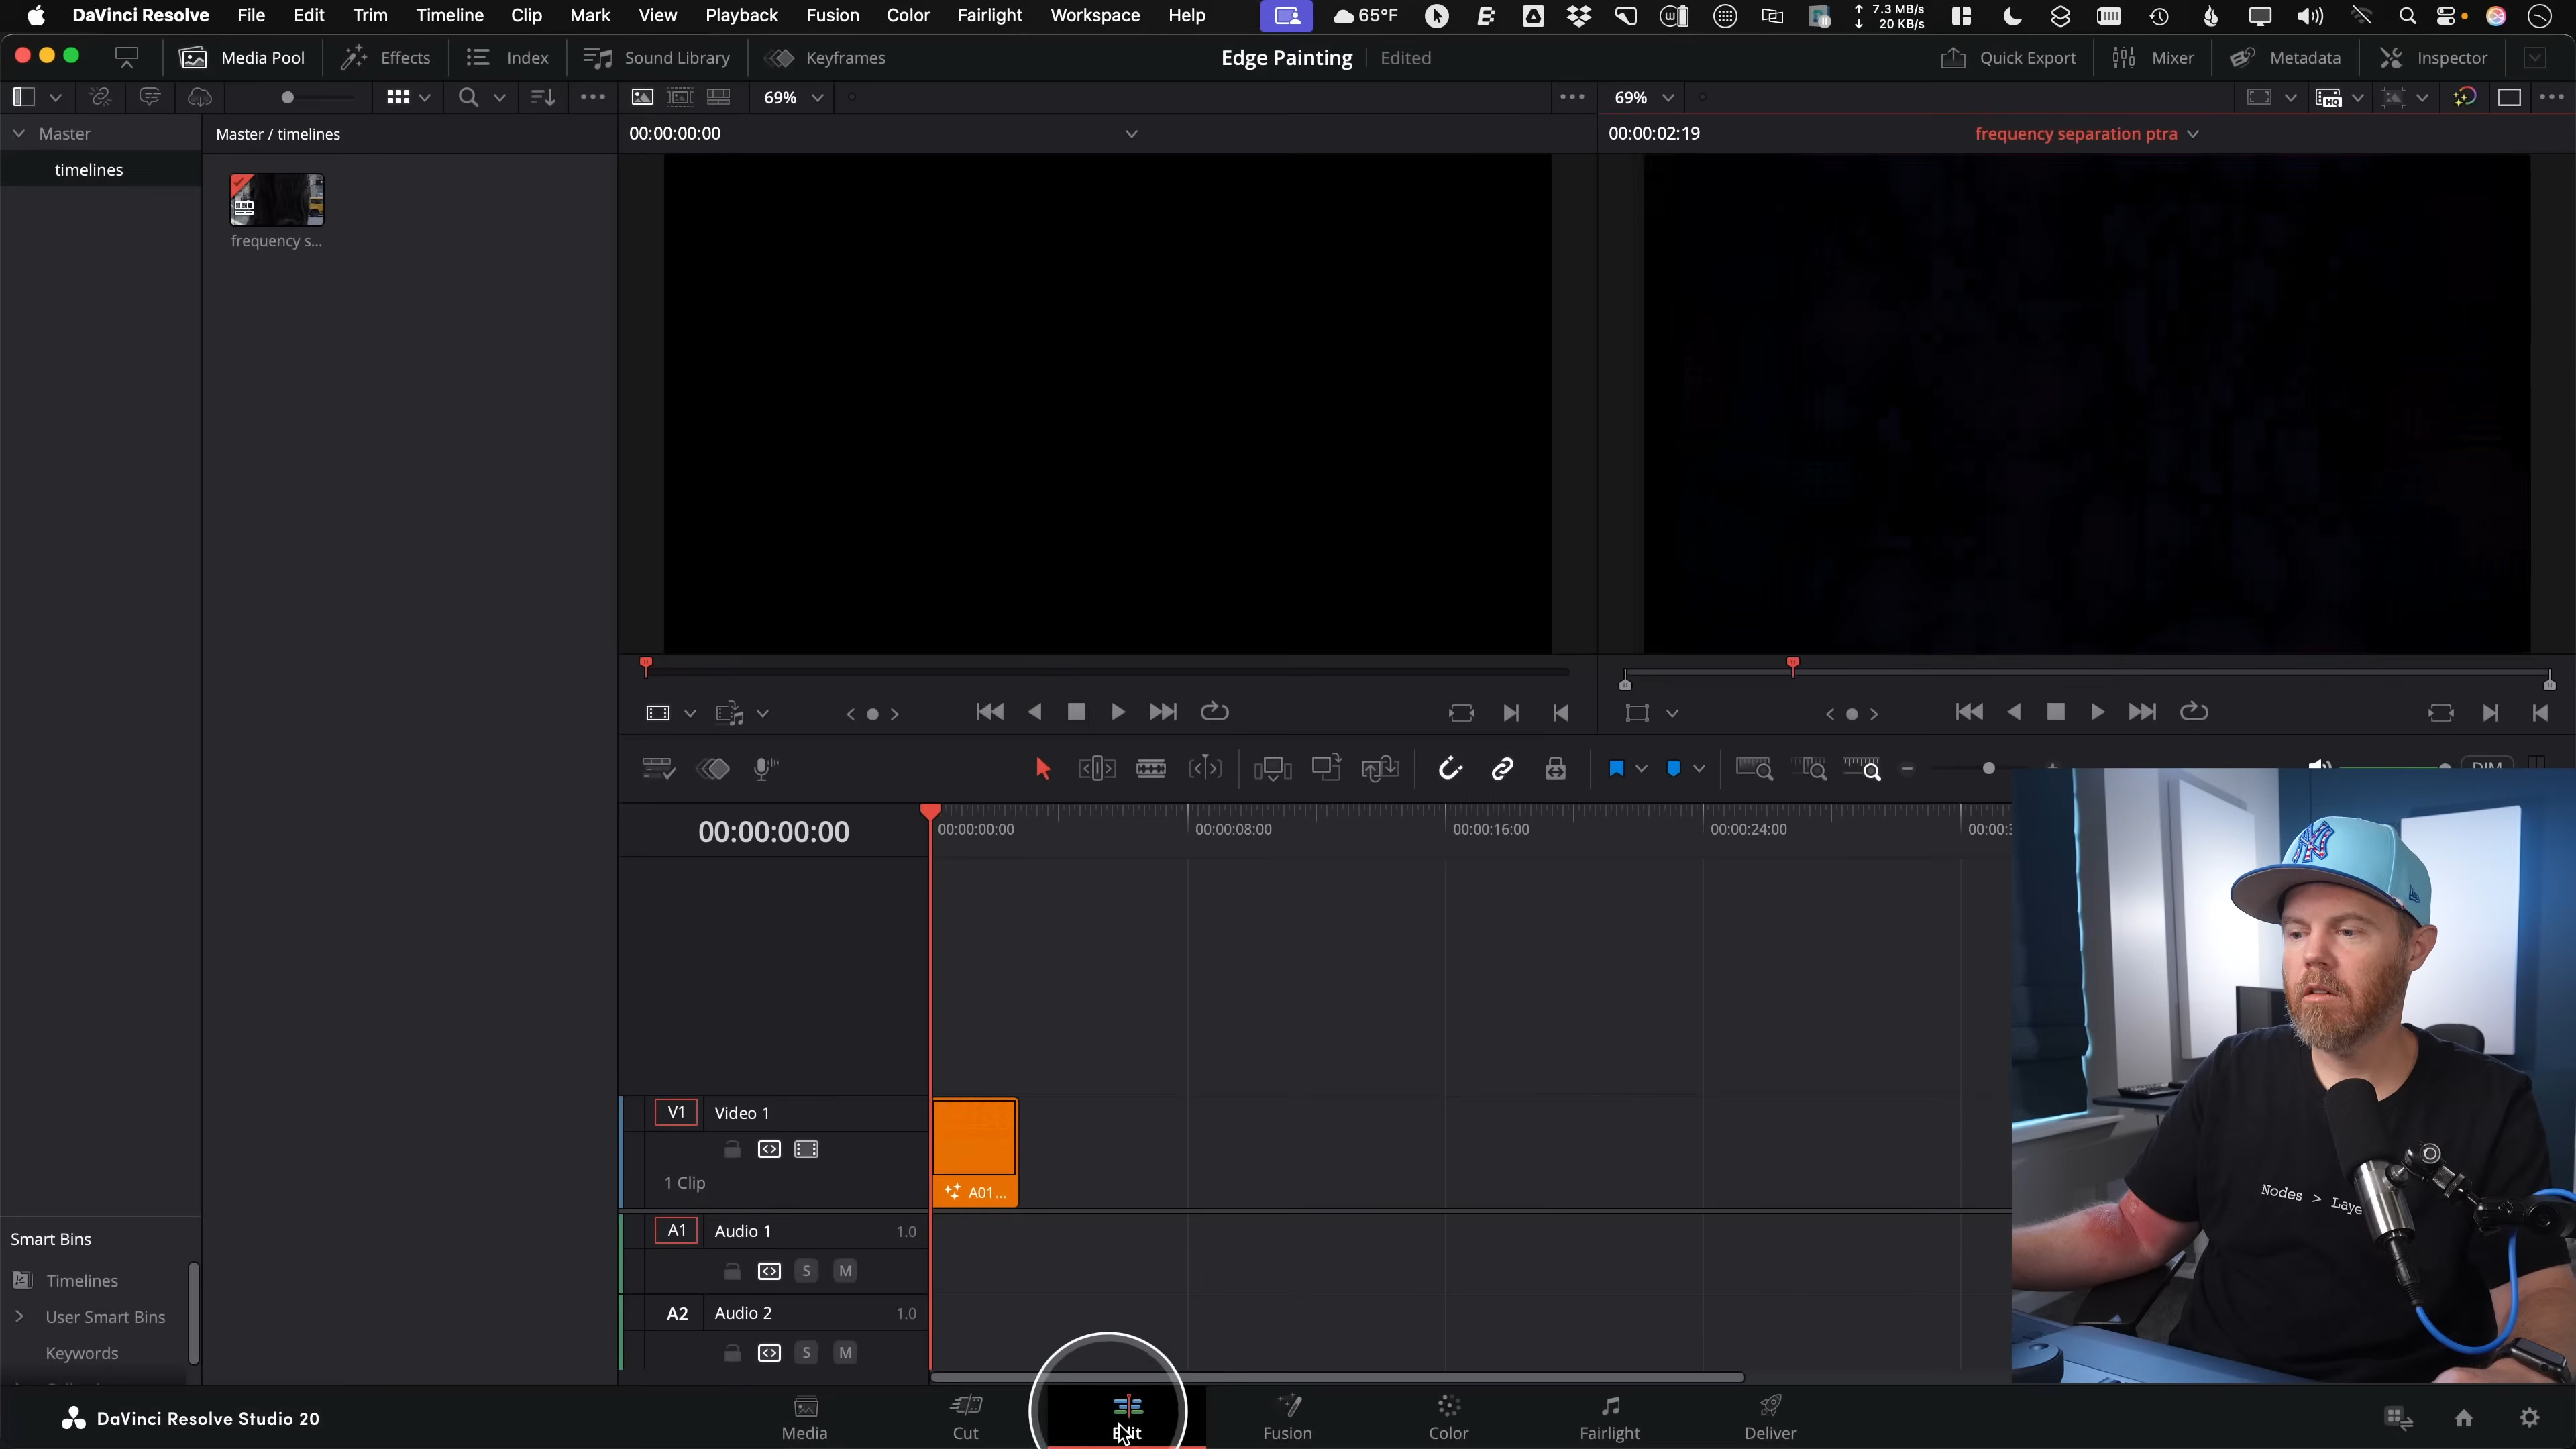 DaVinci Resolve File Edit Trim Timeline Clip Mark View Playback Fusion Color Fairlight Workspace Help 65°F 7.3 MB/s
20 KB/s
Media Pool Effects Index Sound Library Keyframes Edge Painting Edited Quick Export Mixer Metadata Inspector
69% 69% HQ
Master Master / timelines 00:00:00:00 00:00:02:19 frequency separation ptra
timelines
frequency s...
DIM
00:00:00:00 00:00:00:00 00:00:08:00 00:00:16:00 00:00:24:00
NY
V1 Video 1
1 Clip A01...
Nodes > Laye
A1 Audio 1 1.0
S M
A2 Audio 2 1.0
S M
Smart Bins
Timelines
User Smart Bins
Keywords
DaVinci Resolve Studio 20 Media Cut Edit Fusion Color Fairlight Deliver